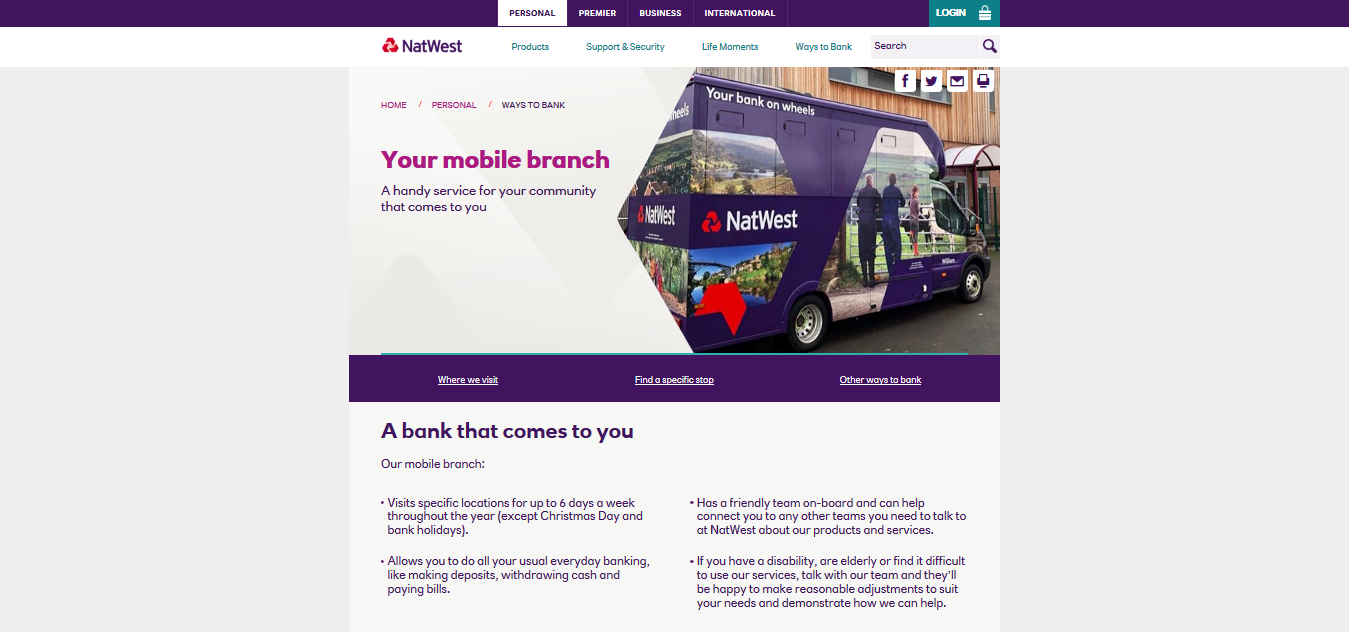 PERSONAL PREMIER BUSINESS INTERNATIONAL LOGIN
NatWest Products Support & Security Life Moments Ways to Bank Search
HOME / PERSONAL / WAYS TO BANK
Your mobile branch
A handy service for your community
that comes to you
Your bank on wheels
wheels
NatWest
NatWest
William
Where we visit Find a specific stop Other ways to bank
A bank that comes to you
Our mobile branch:
• Visits specific locations for up to 6 days a week
throughout the year (except Christmas Day and
bank holidays).
• Allows you to do all your usual everyday banking,
like making deposits, withdrawing cash and
paying bills.
• Has a friendly team on-board and can help
connect you to any other teams you need to talk to
at NatWest about our products and services.
• If you have a disability, are elderly or find it difficult
to use our services, talk with our team and they'll
be happy to make reasonable adjustments to suit
your needs and demonstrate how we can help.